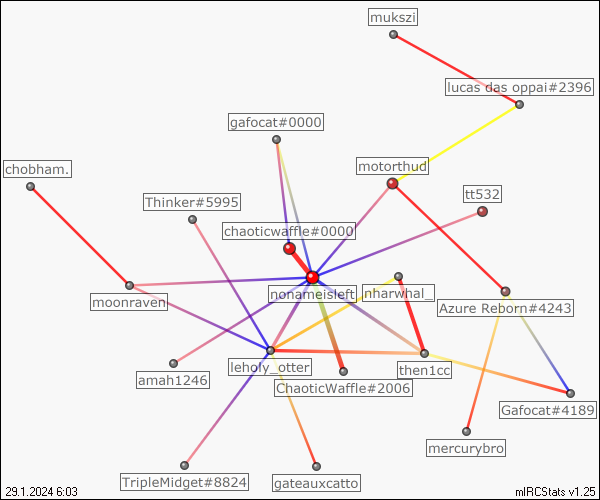 mukszi
lucas das oppai#2396
gafocat#0000
motorthud
chobham.
tt532
Thinker#5995
chaoticwaffle#0000
nonameisleft
nharwhal_
moonraven
Azure Reborn#4243
leholy_otter
then1cc
amah1246
ChaoticWaffle#2006
Gafocat#4189
mercurybro
TripleMidget#8824
gateauxcatto
29.1.2024 6:03
mIRCStats v1.25